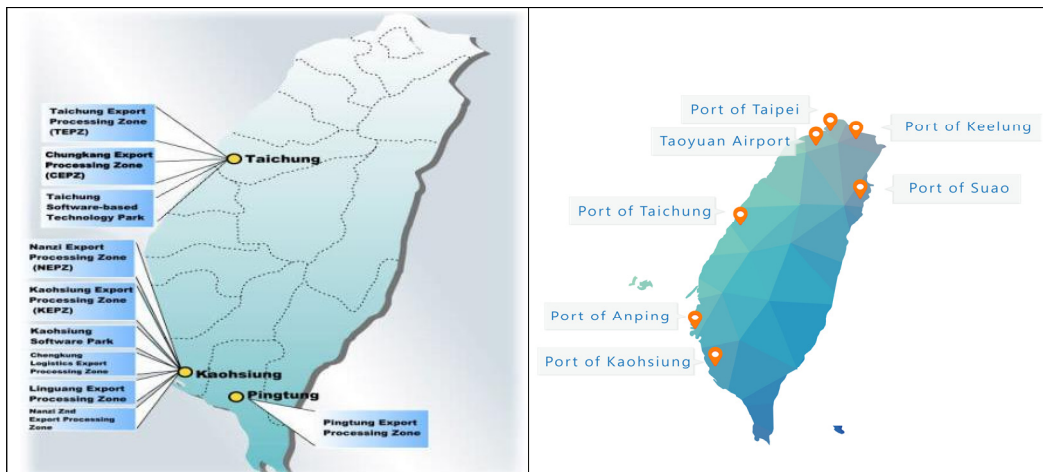 Taichung Export
Processing Zone
(TEPZ)
Chungkang Export
Processing Zone
(CEPZ)
Taichung
Software-based
Technology Park
Taichung
Nanzi Export
Processing Zone
(NEPZ)
Kaohsiung Export
Processing Zone
(KEPZ)
Kaohsiung
Software Park
Chengkung
Logistics Export
Processing Zone
Linguang Export
Processing Zone
Nanzi Znd
Export Processing
Zone
Kaohsiung
Pingtung
Pingtung Export
Processing Zone
Port of Taipei
Taoyuan Airport
Port of Keelung
Port of Suao
Port of Taichung
Port of Anping
Port of Kaohsiung